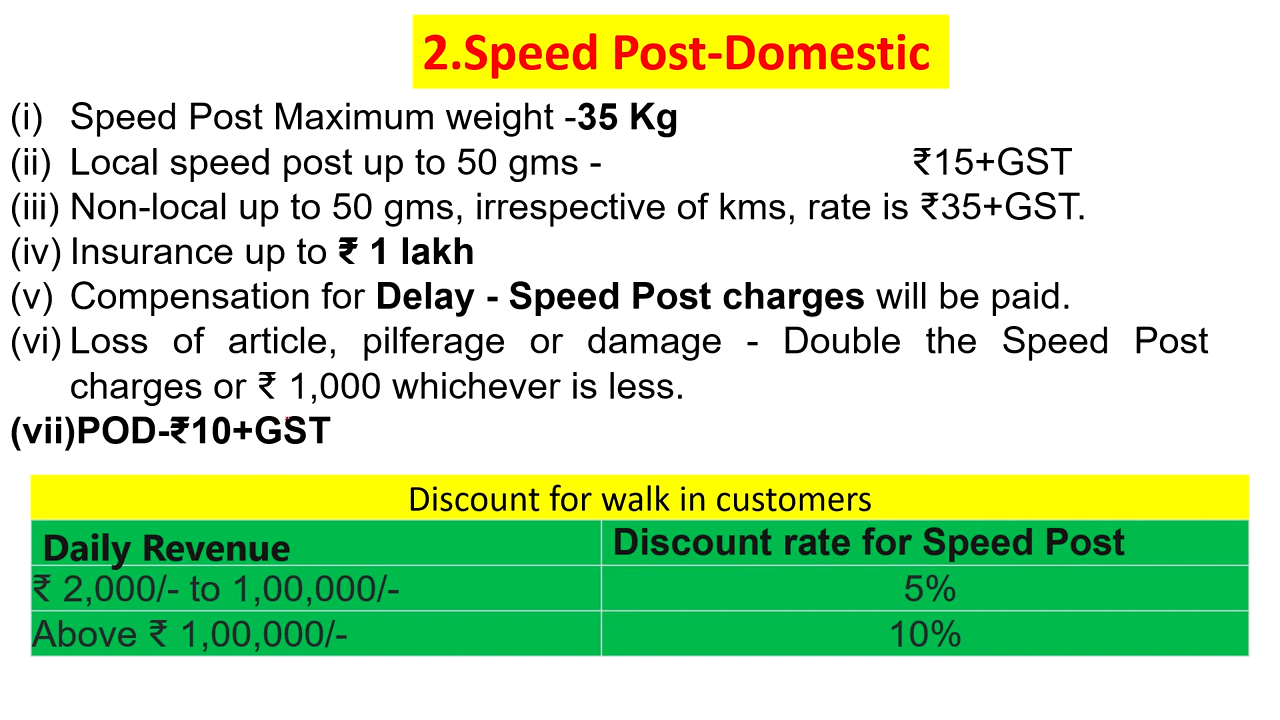 2.Speed Post-Domestic
(i) Speed Post Maximum weight -35 Kg
(ii) Local speed post up to 50 gms - ₹15+GST
(iii) Non-local up to 50 gms, irrespective of kms, rate is ₹35+GST.
(iv) Insurance up to ₹ 1 lakh
(v) Compensation for Delay - Speed Post charges will be paid.
(vi) Loss of article, pilferage or damage - Double the Speed Post
charges or ₹ 1,000 whichever is less.
(vii)POD-₹10+GST
Discount for walk in customers
Daily Revenue Discount rate for Speed Post
₹ 2,000/- to 1,00,000/- 5%
Above ₹ 1,00,000/- 10%